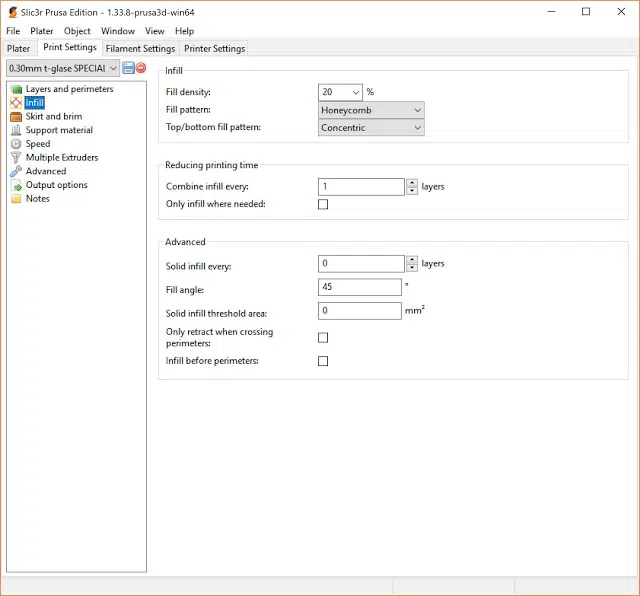 Slic3r Prusa Edition - 1.33.8-prusa3d-win64
File Plater Object Window View Help
Plater Print Settings Filament Settings Printer Settings
0.30mm t-glase SPECIAL
Layers and perimeters
Infill
Skirt and brim
Support material
Speed
Multiple Extruders
Advanced
Output options
Notes
Infill
Fill density: 20 %
Fill pattern: Honeycomb
Top/bottom fill pattern: Concentric
Reducing printing time
Combine infill every: 1 layers
Only infill where needed:
Advanced
Solid infill every: 0 layers
Fill angle: 45 °
Solid infill threshold area: 0 mm²
Only retract when crossing
perimeters:
Infill before perimeters: